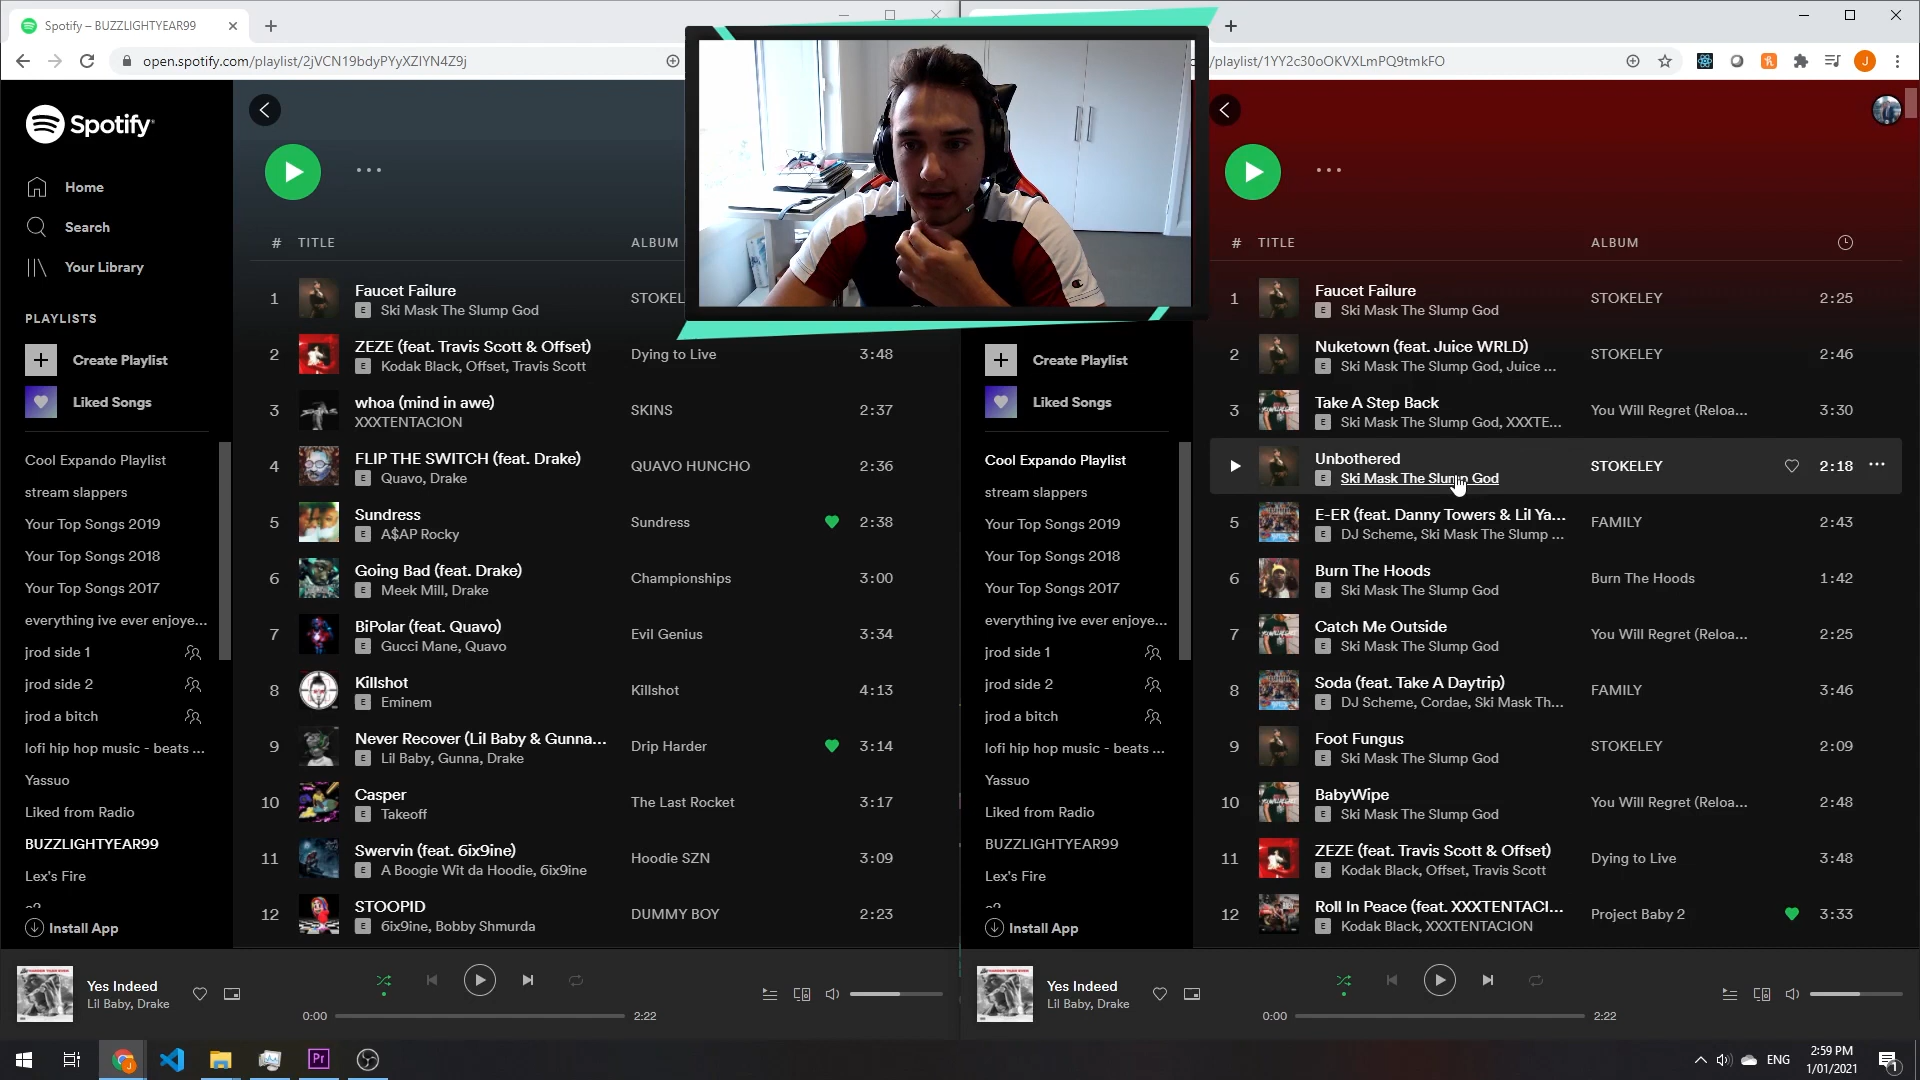 Spotify – BUZZLIGHTYEAR99
open.spotify.com/playlist/2jVCN19bdyPYyXZIYN4Z9j
/playlist/1YY2c30oOKVXLmPQ9tmkFO
J
Spotify
Home
Search
Your Library
PLAYLISTS
Create Playlist
Liked Songs
Cool Expando Playlist
stream slappers
Your Top Songs 2019
Your Top Songs 2018
Your Top Songs 2017
everything ive ever enjoye...
jrod side 1
jrod side 2
jrod a bitch
lofi hip hop music - beats ...
Yassuo
Liked from Radio
BUZZLIGHTYEAR99
Lex's Fire
Install App
# TITLE ALBUM
1 Faucet Failure STOKEL
E Ski Mask The Slump God
2 ZEZE (feat. Travis Scott & Offset) Dying to Live 3:48
E Kodak Black, Offset, Travis Scott
3 whoa (mind in awe) SKINS 2:37
XXXTENTACION
4 FLIP THE SWITCH (feat. Drake) QUAVO HUNCHO 2:36
E Quavo, Drake
5 Sundress Sundress 2:38
E A$AP Rocky
6 Going Bad (feat. Drake) Championships 3:00
E Meek Mill, Drake
7 BiPolar (feat. Quavo) Evil Genius 3:34
E Gucci Mane, Quavo
8 Killshot Killshot 4:13
E Eminem
9 Never Recover (Lil Baby & Gunna... Drip Harder 3:14
E Lil Baby, Gunna, Drake
10 Casper The Last Rocket 3:17
E Takeoff
11 Swervin (feat. 6ix9ine) Hoodie SZN 3:09
E A Boogie Wit da Hoodie, 6ix9ine
12 STOOPID DUMMY BOY 2:23
E 6ix9ine, Bobby Shmurda
Create Playlist
Liked Songs
Cool Expando Playlist
stream slappers
Your Top Songs 2019
Your Top Songs 2018
Your Top Songs 2017
everything ive ever enjoye...
jrod side 1
jrod side 2
jrod a bitch
lofi hip hop music - beats ...
Yassuo
Liked from Radio
BUZZLIGHTYEAR99
Lex's Fire
Install App
# TITLE ALBUM
1 Faucet Failure STOKELEY 2:25
E Ski Mask The Slump God
2 Nuketown (feat. Juice WRLD) STOKELEY 2:46
E Ski Mask The Slump God, Juice ...
3 Take A Step Back You Will Regret (Reloa... 3:30
E Ski Mask The Slump God, XXXTE...
Unbothered STOKELEY 2:18
E Ski Mask The Slump God
5 E-ER (feat. Danny Towers & Lil Ya... FAMILY 2:43
E DJ Scheme, Ski Mask The Slump ...
6 Burn The Hoods Burn The Hoods 1:42
E Ski Mask The Slump God
7 Catch Me Outside You Will Regret (Reloa... 2:25
E Ski Mask The Slump God
8 Soda (feat. Take A Daytrip) FAMILY 3:46
E DJ Scheme, Cordae, Ski Mask Th...
9 Foot Fungus STOKELEY 2:09
E Ski Mask The Slump God
10 BabyWipe You Will Regret (Reloa... 2:48
E Ski Mask The Slump God
11 ZEZE (feat. Travis Scott & Offset) Dying to Live 3:48
E Kodak Black, Offset, Travis Scott
12 Roll In Peace (feat. XXXTENTACI... Project Baby 2 3:33
E Kodak Black, XXXTENTACION
Yes Indeed
Lil Baby, Drake
0:00 2:22
Yes Indeed
Lil Baby, Drake
0:00 2:22
Pr
ENG
2:59 PM
1/01/2021
1